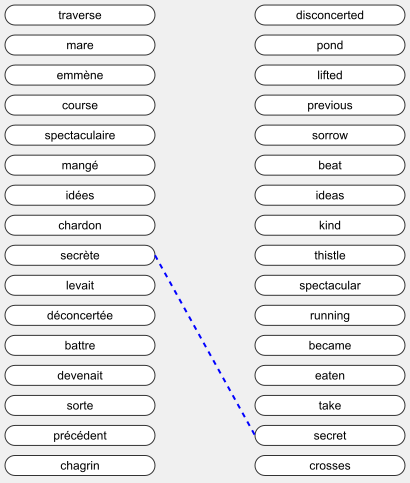 traverse disconcerted
mare pond
emmène lifted
course previous
spectaculaire sorrow
mangé beat
idées ideas
chardon kind
secrète thistle
levait spectacular
déconcertée running
battre became
devenait eaten
sorte take
précédent secret
chagrin crosses